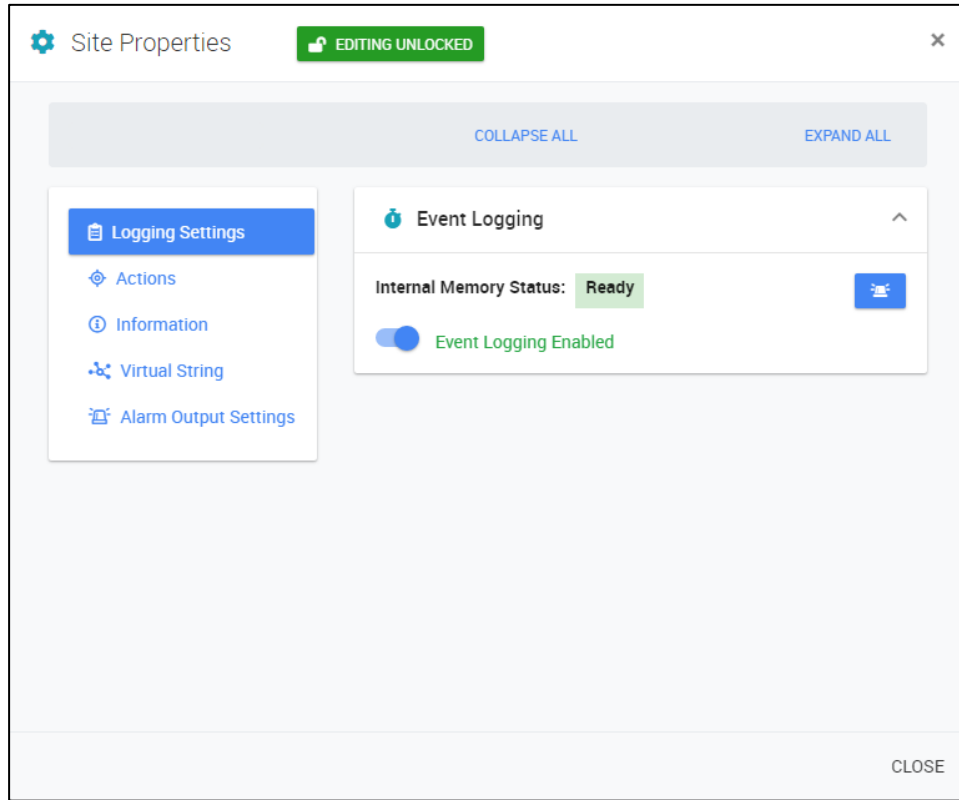 Site Properties
EDITING UNLOCKED
COLLAPSE ALL
EXPAND ALL
Logging Settings
Actions
Information
Virtual String
Alarm Output Settings
Event Logging
Internal Memory Status: Ready
Event Logging Enabled
CLOSE